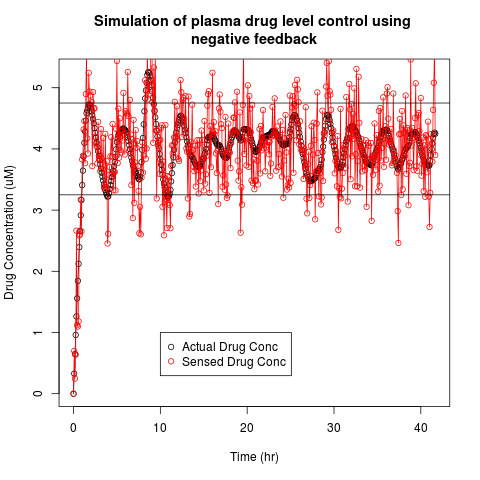 Simulation of plasma drug level control using
negative feedback
Drug Concentration (uM)
5
4
3
2
1
0
Actual Drug Conc
Sensed Drug Conc
0 10 20 30 40
Time (hr)